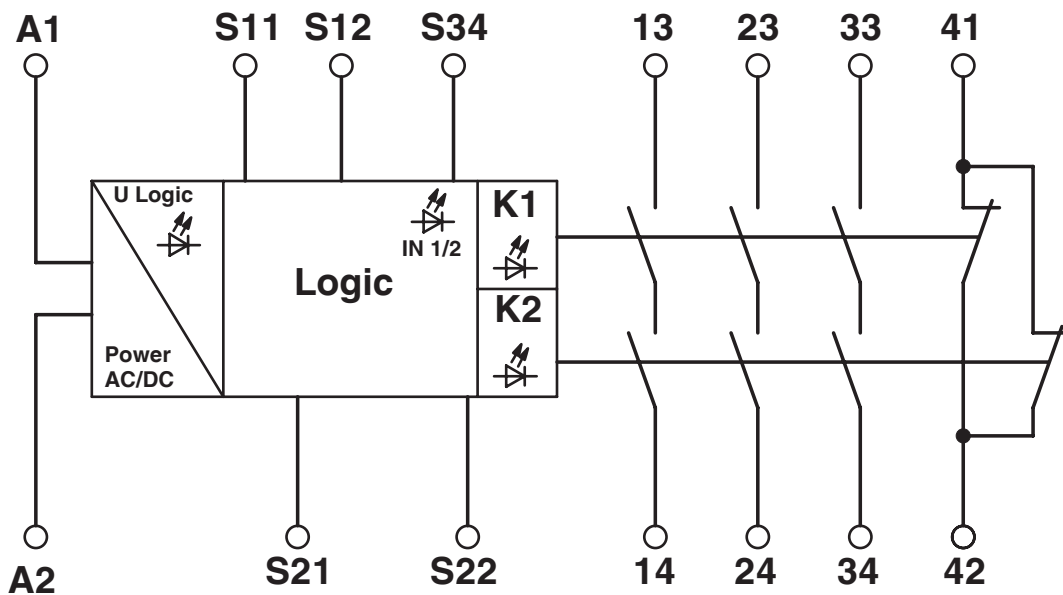 A1
S11
S12
S34
13
23
33
41
U Logic
IN 1/2
K1
Logic
K2
Power
AC/DC
A2
S21
S22
14
24
34
42